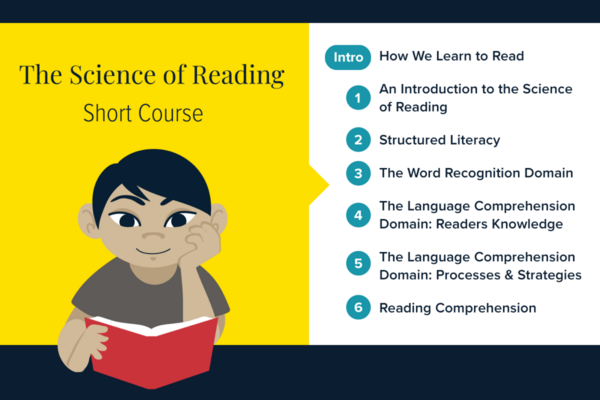 The Science of Reading
Short Course
Intro How We Learn to Read
1 An Introduction to the Science
of Reading
2 Structured Literacy
3 The Word Recognition Domain
4 The Language Comprehension
Domain: Readers Knowledge
5 The Language Comprehension
Domain: Processes & Strategies
6 Reading Comprehension